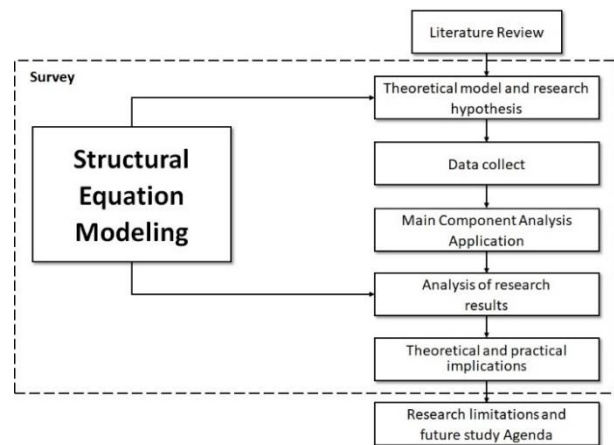 Literature Review
Survey
Theoretical model and research
hypothesis
Structural
Equation
Modeling
Data collect
Main Component Analysis
Application
Analysis of research
results
Theoretical and practical
implications
Research limitations and
future study Agenda